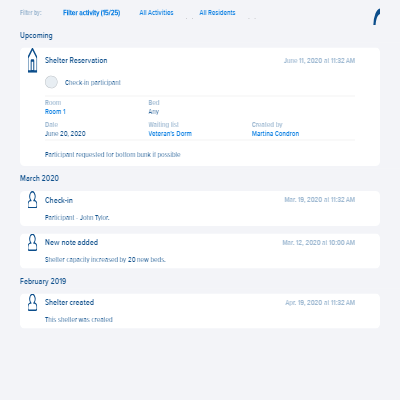 Filter by: Filter activity (15/25) All Activities All Residents
Upcoming
Shelter Reservation June 11, 2020 at 11:32 AM
Check-in participant
Room Bed
Room 1 Any
Date Waiting list Created by
June 20, 2020 Veteran's Dorm Martina Condron
Participant requested for bottom bunk if possible
March 2020
Check-in Mar. 19, 2020 at 11:32 AM
Participant - John Tylor.
New note added Mar. 12, 2020 at 10:00 AM
Shelter capacity increased by 20 new beds.
February 2019
Shelter created Apr. 19, 2020 at 11:32 AM
This shelter was created